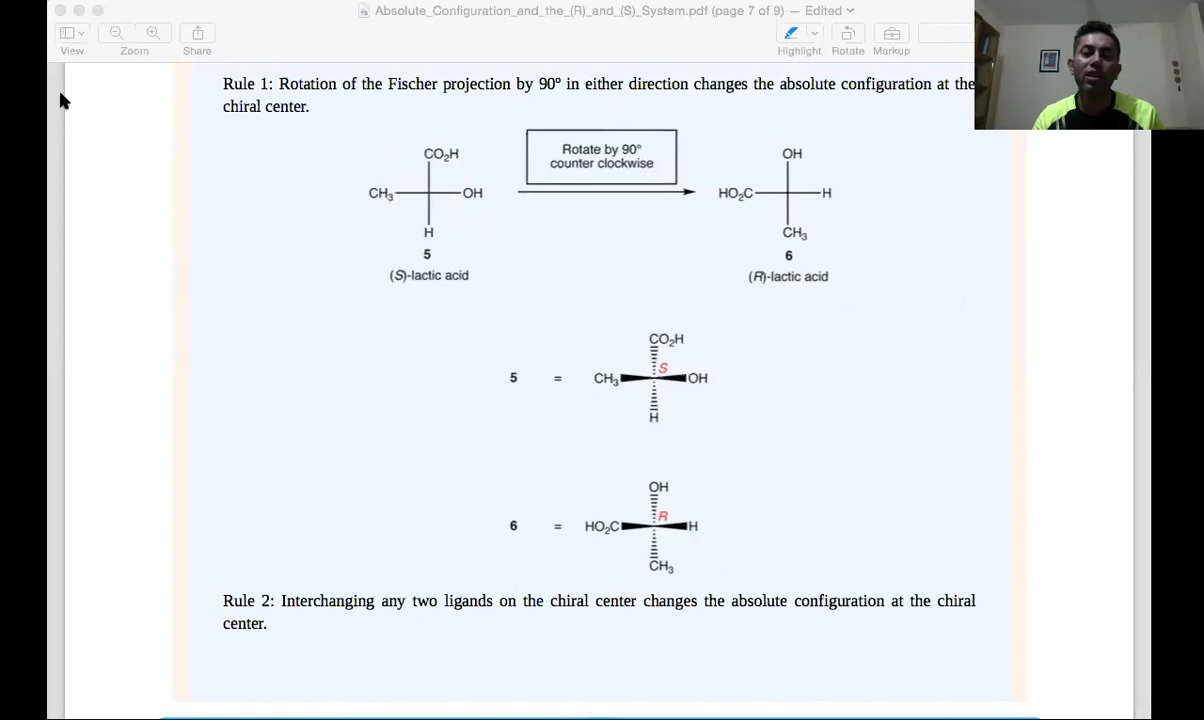 Absolute_Configuration_and_the_(R)_and_(S)_System.pdf (page 7 of 9) — Edited
View
Zoom
Share
Highlight
Rotate
Markup
Rule 1: Rotation of the Fischer projection by 90° in either direction changes the absolute configuration at the
chiral center.
CO₂H
CH₃ OH
H
5
(S)-lactic acid
Rotate by 90°
counter clockwise
OH
HO₂C H
CH₃
6
(R)-lactic acid
CO₂H
S
5 = CH₃ OH
H
OH
R
6 = HO₂C H
CH₃
Rule 2: Interchanging any two ligands on the chiral center changes the absolute configuration at the chiral
center.